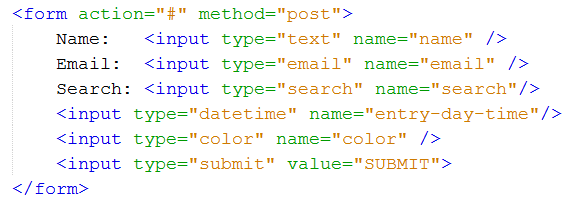 <form action="#" method="post">
    Name:   <input type="text" name="name" />
    Email:  <input type="email" name="email" />
    Search: <input type="search" name="search"/>
    <input type="datetime" name="entry-day-time"/>
    <input type="color" name="color" />
    <input type="submit" value="SUBMIT">
</form>